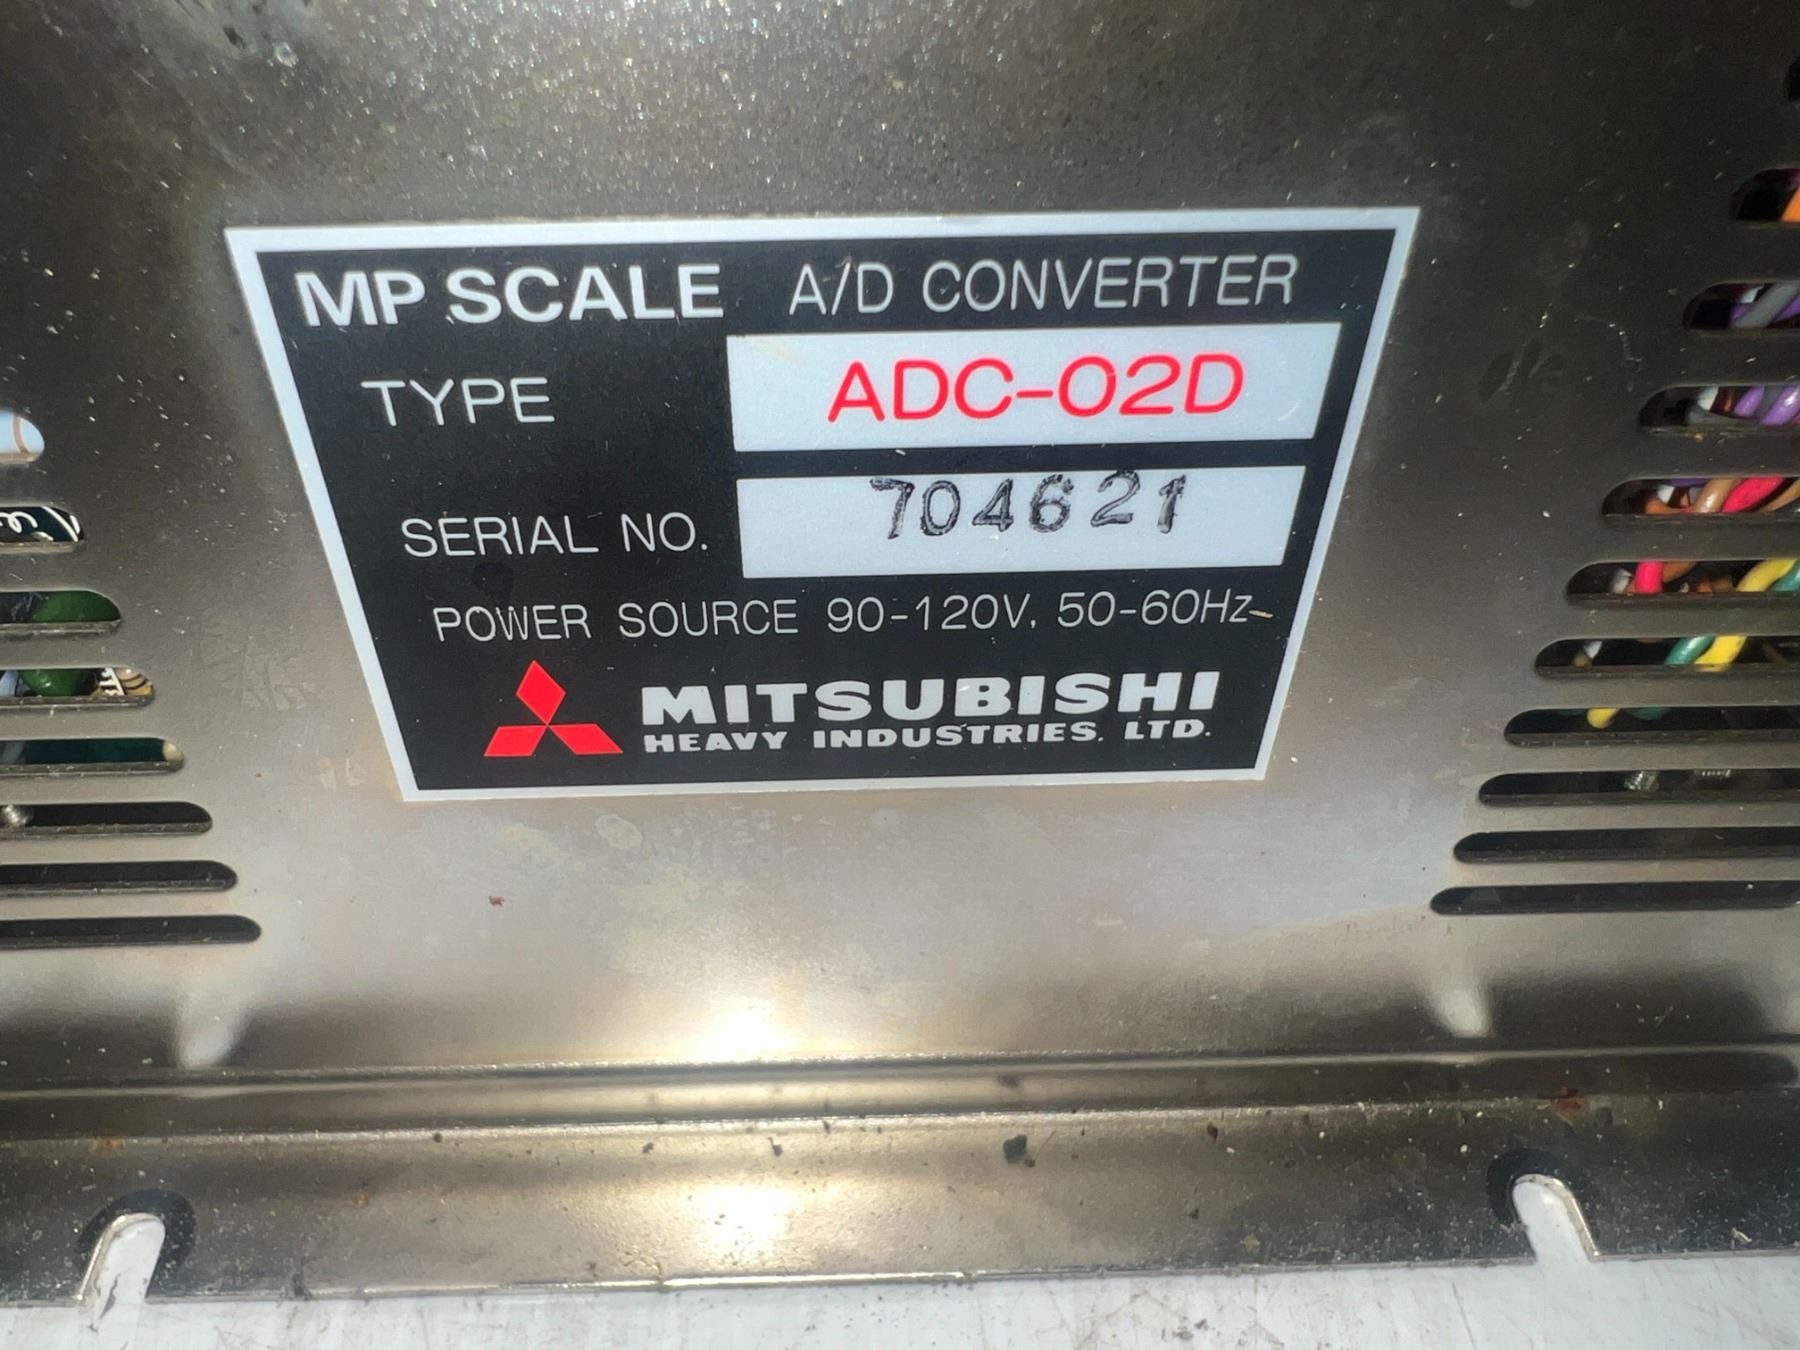 MP SCALE A/D CONVERTER
TYPE ADC-02D
SERIAL NO. 704621
POWER SOURCE 90-120V, 50-60Hz
MITSUBISHI
HEAVY INDUSTRIES, LTD.